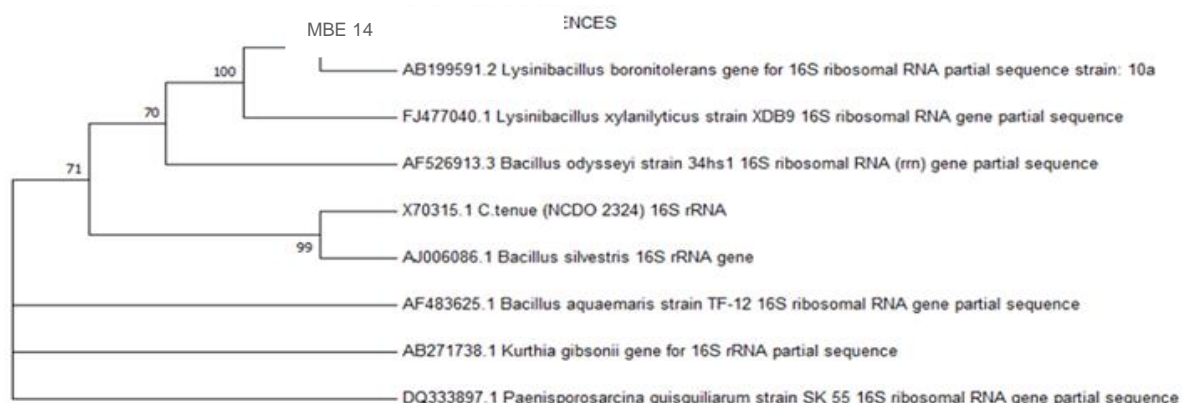 MBE 14
ENCES
100
AB199591.2 Lysinibacillus boronitolerans gene for 16S ribosomal RNA partial sequence strain: 10a
70
FJ477040.1 Lysinibacillus xylanilyticus strain XDB9 16S ribosomal RNA gene partial sequence
71
AF526913.3 Bacillus odysseyi strain 34hs1 16S ribosomal RNA (rrn) gene partial sequence
X70315.1 C.tenue (NCDO 2324) 16S rRNA
99
AJ006086.1 Bacillus silvestris 16S rRNA gene
AF483625.1 Bacillus aquaemaris strain TF-12 16S ribosomal RNA gene partial sequence
AB271738.1 Kurthia gibsonii gene for 16S rRNA partial sequence
DQ333897.1 Paenisporosarcina quisquiliarum strain SK 55 16S ribosomal RNA gene partial sequence